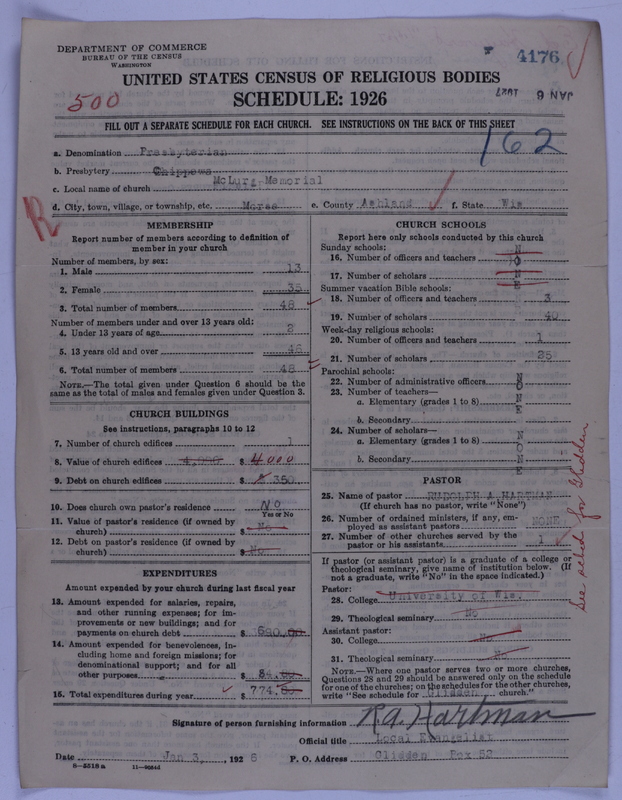 DEPARTMENT OF COMMERCE
BUREAU OF THE CENSUS
WASHINGTON
4176
UNITED STATES CENSUS OF RELIGIOUS BODIES
500
SCHEDULE: 1926
JAN 6 1927
FILL OUT A SEPARATE SCHEDULE FOR EACH CHURCH. SEE INSTRUCTIONS ON THE BACK OF THIS SHEET
162
a. Denomination Presbyterian
b. Presbytery Chippewa
c. Local name of church McLurg Memorial
d. City, town, village, or township, etc. Morse e. County Ashland f. State Wis
R
MEMBERSHIP
Report number of members according to definition of
member in your church
Number of members, by sex:
1. Male 13
2. Female 35
3. Total number of members 48
Number of members under and over 13 years old:
4. Under 13 years of age 2
5. 13 years old and over 46
6. Total number of members 48
NOTE.—The total given under Question 6 should be the
same as the total of males and females given under Question 3.
CHURCH BUILDINGS
See instructions, paragraphs 10 to 12
7. Number of church edifices 1
8. Value of church edifices 4,000 $ 4000
9. Debt on church edifices $ 350
10. Does church own pastor's residence NO
Yes or No
11. Value of pastor's residence (if owned by
church) $ No
12. Debt on pastor's residence (if owned by
church) $ No
EXPENDITURES
Amount expended by your church during last fiscal year
13. Amount expended for salaries, repairs,
and other running expenses; for im-
provements or new buildings; and for
payments on church debt $ 690.00
14. Amount expended for benevolences, in-
cluding home and foreign missions; for
denominational support; and for all
other purposes $ 84.00
15. Total expenditures during year $ 774.
CHURCH SCHOOLS
Report here only schools conducted by this church
Sunday schools:
16. Number of officers and teachers
17. Number of scholars
Summer vacation Bible schools:
18. Number of officers and teachers 3
19. Number of scholars 40
Week-day religious schools:
20. Number of officers and teachers 1
21. Number of scholars 25
Parochial schools:
22. Number of administrative officers
23. Number of teachers—
a. Elementary (grades 1 to 8)
b. Secondary
24. Number of scholars—
a. Elementary (grades 1 to 8)
b. Secondary
N
O
N
E
PASTOR
25. Name of pastor RUDOLPH A HARTMAN
(If church has no pastor, write "None")
26. Number of ordained ministers, if any, em-
ployed as assistant pastors NONE
27. Number of other churches served by the
pastor or his assistants 1
If pastor (or assistant pastor) is a graduate of a college or
theological seminary, give name of institution below. (If
not a graduate, write "No" in the space indicated.)
Pastor:
28. College University of Wis.
29. Theological seminary No
Assistant pastor:
30. College No
31. Theological seminary No
NOTE.—Where one pastor serves two or more churches,
Questions 28 and 29 should be answered only on the schedule
for one of the churches; on the schedules for the other churches,
write "See schedule for Glidden church."
See sched for Glidden
Signature of person furnishing information R.A. Hartman
Official title Local Evangelist
Date Jan 3, 1926 P. O. Address Glidden Box 52
8—5518 a 11—9264d